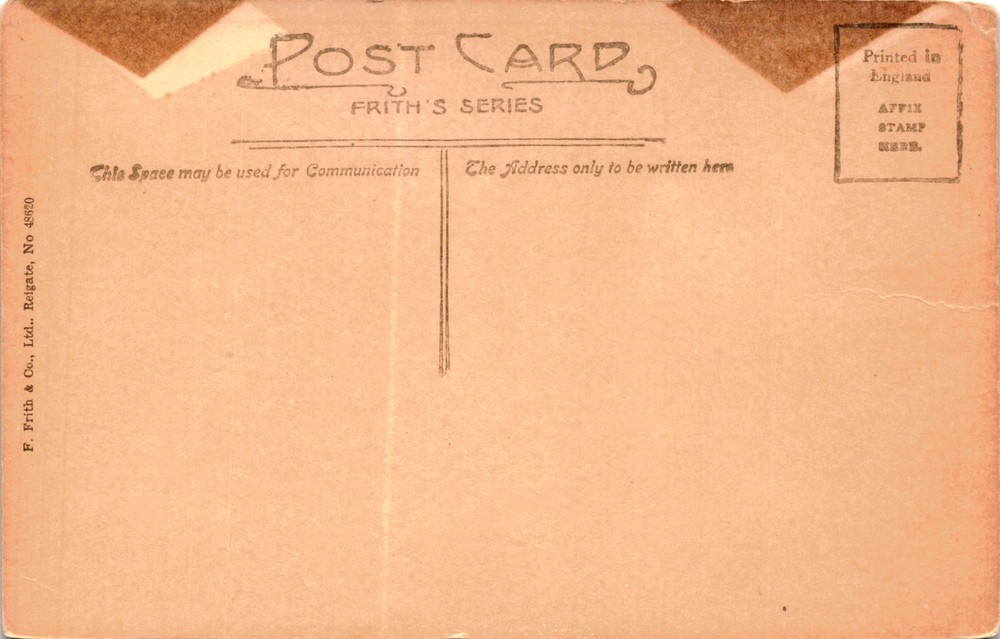 POST CARD
FRITH'S SERIES
This Space may be used for Communication
The Address only to be written here
Printed in
England
AFFIX
STAMP
HERE.
F. Frith & Co., Ltd.. Reigate, No 48620